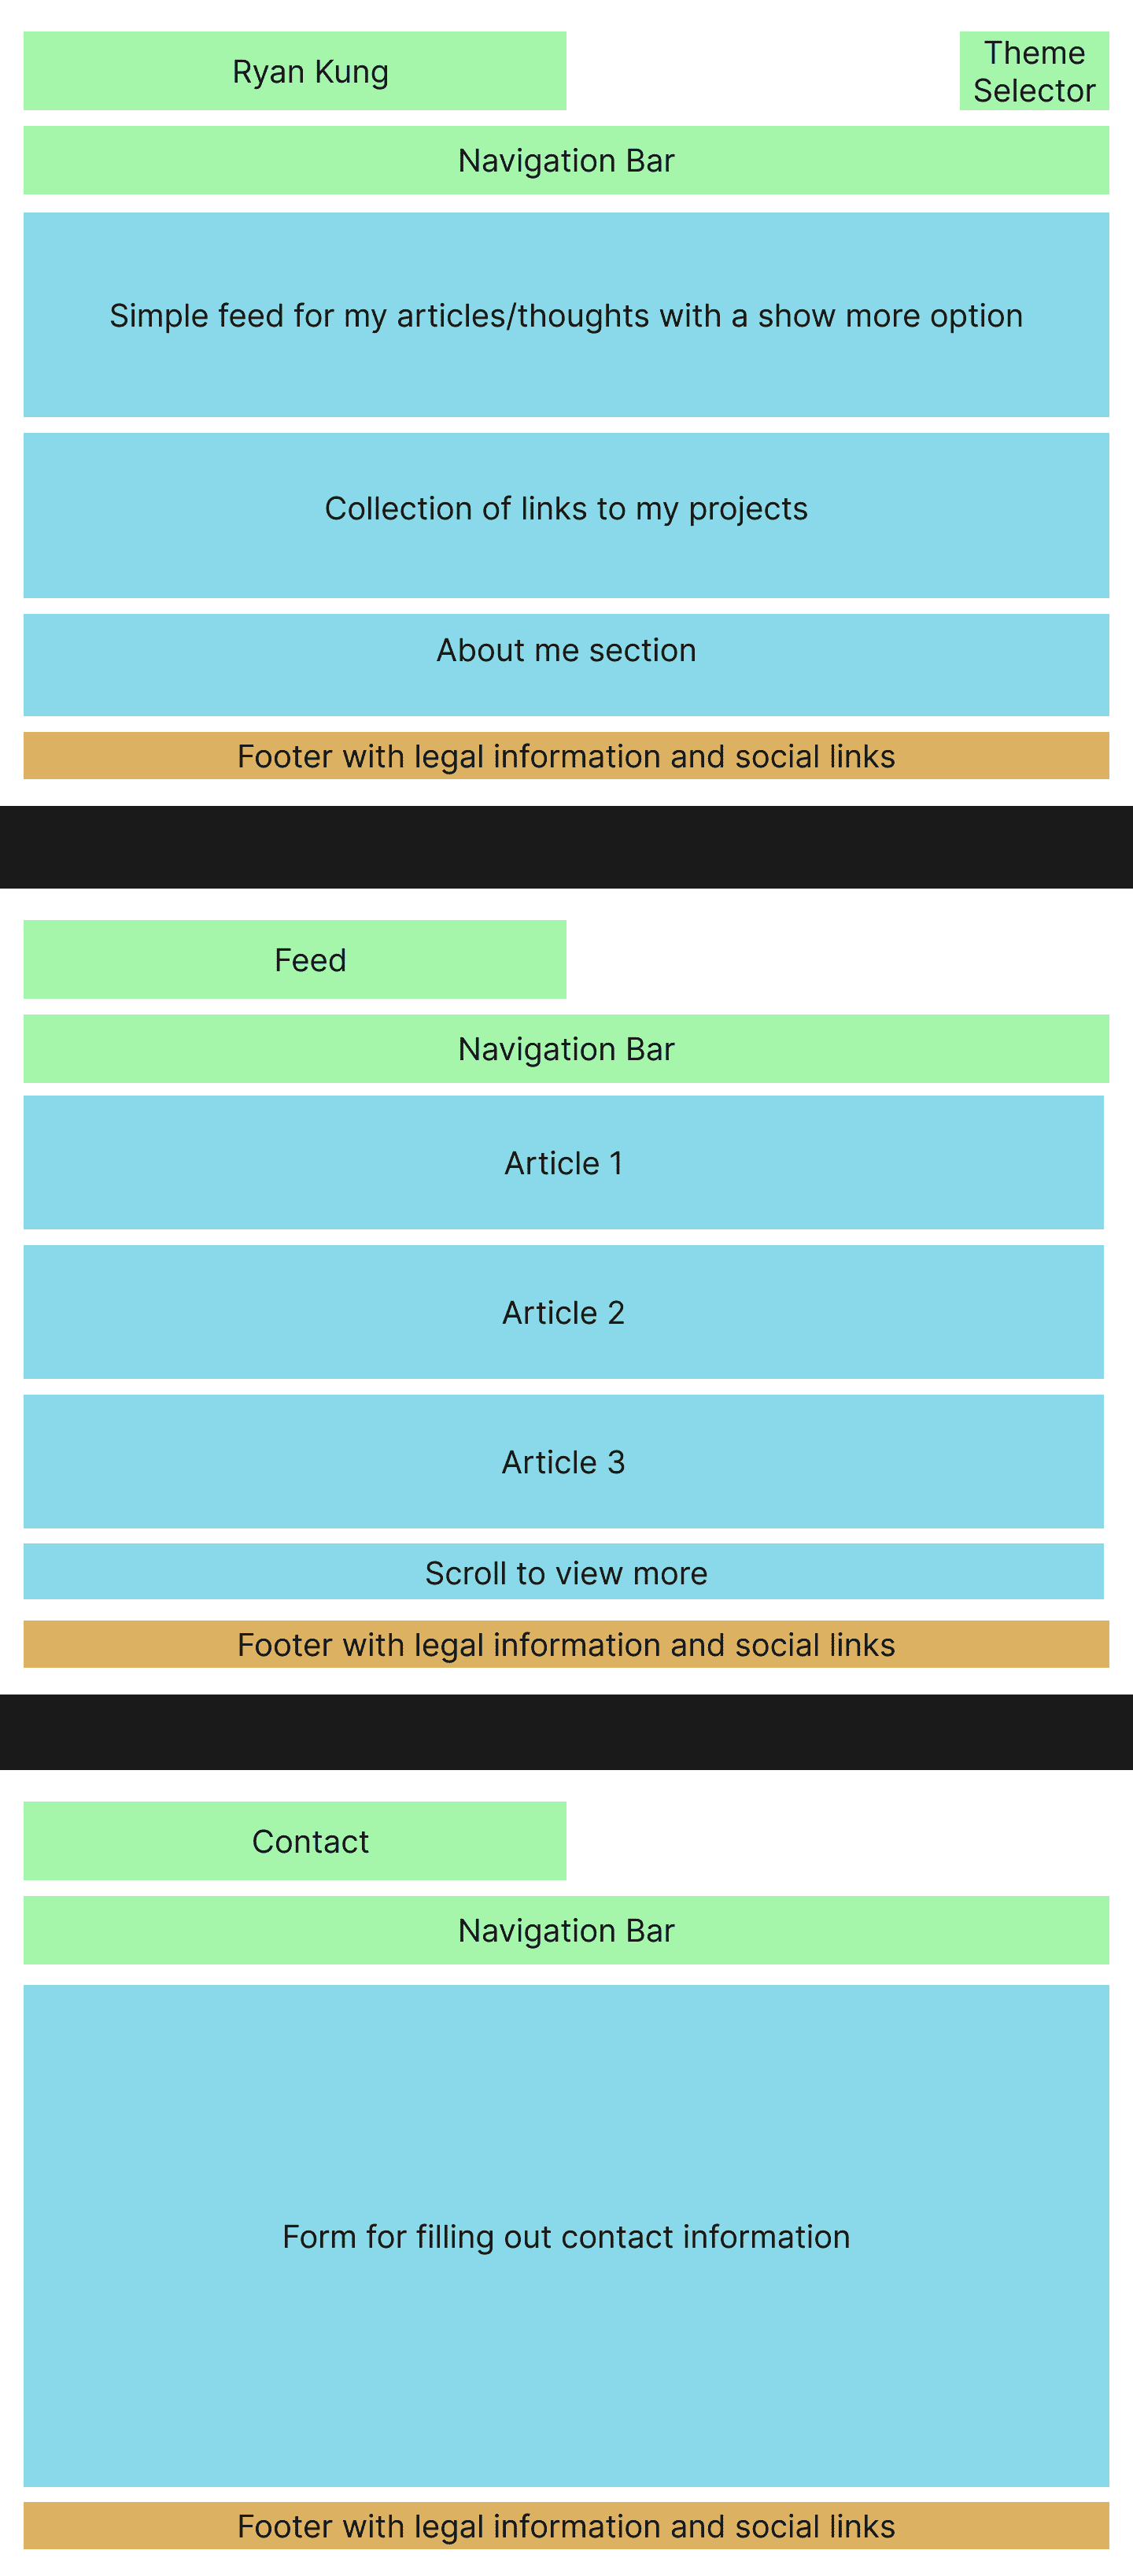 Ryan Kung
Theme
Selector
Navigation Bar
Simple feed for my articles/thoughts with a show more option
Collection of links to my projects
About me section
Footer with legal information and social links
Feed
Navigation Bar
Article 1
Article 2
Article 3
Scroll to view more
Footer with legal information and social links
Contact
Navigation Bar
Form for filling out contact information
Footer with legal information and social links